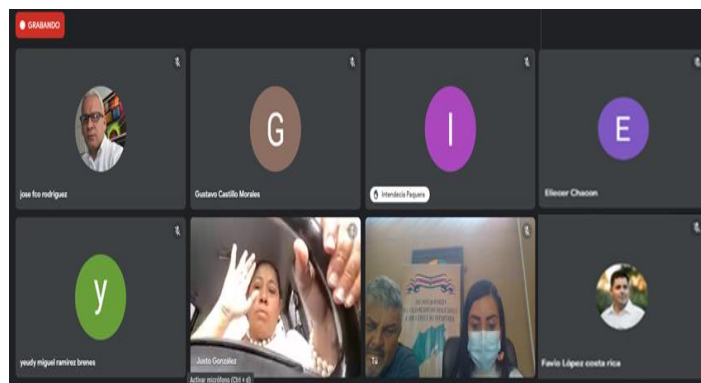 GRABANDO
jose fco rodriguez
G
Gustavo Castillo Morales
I
Intendecia Paquera
E
Eliecer Chacon
y
yeudy miguel ramirez brenes
Justo González
Activar micrófono (Ctrl + d)
Tú
Favio López costa rica